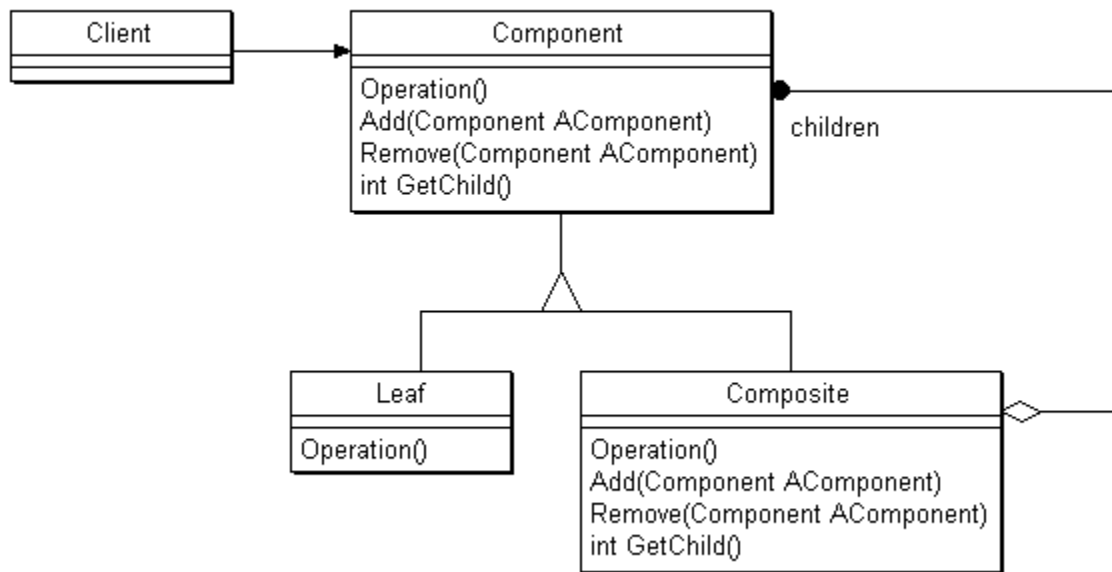 Client
Component
Operation()
Add(Component AComponent)
Remove(Component AComponent)
int GetChild()
children
Leaf
Operation()
Composite
Operation()
Add(Component AComponent)
Remove(Component AComponent)
int GetChild()